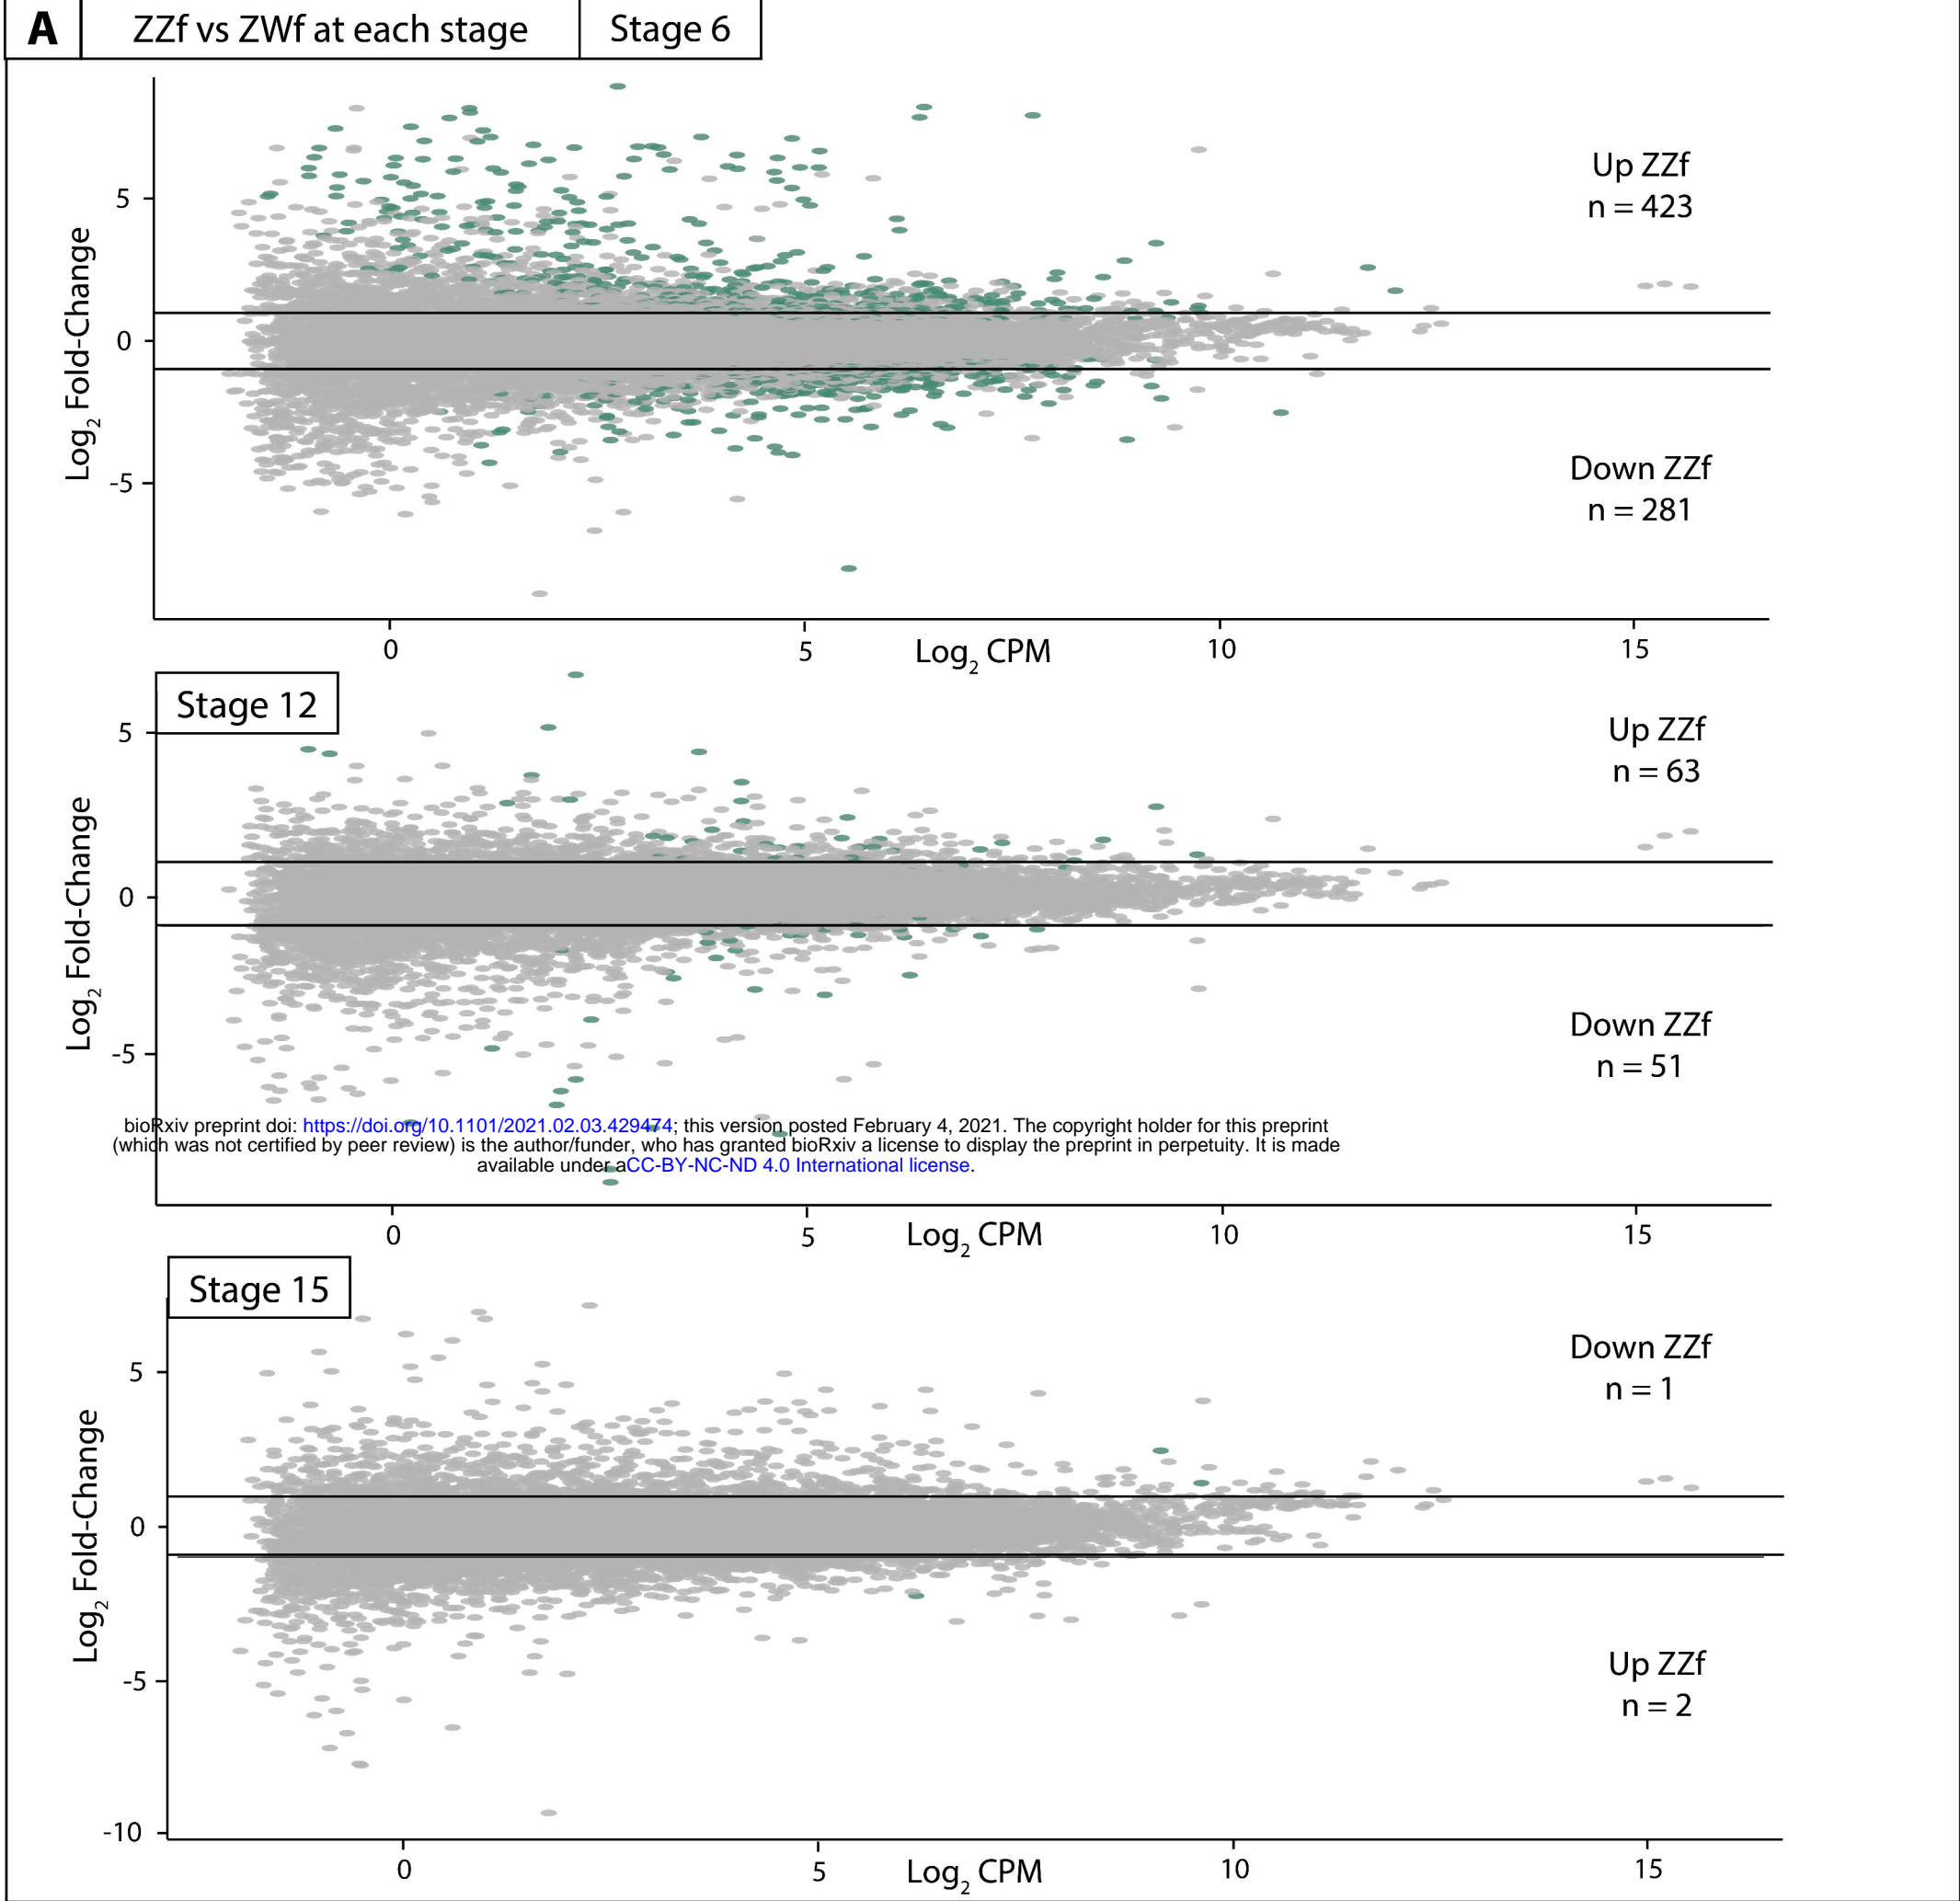 A ZZf vs ZWf at each stage Stage 6
Up ZZf
n = 423
5
0
-5
Log2 Fold-Change
Down ZZf
n = 281
0 5 10 15
Log2 CPM
Stage 12
Up ZZf
n = 63
5
0
-5
Log2 Fold-Change
Down ZZf
n = 51
bioRxiv preprint doi: https://doi.org/10.1101/2021.02.03.429474; this version posted February 4, 2021. The copyright holder for this preprint
(which was not certified by peer review) is the author/funder, who has granted bioRxiv a license to display the preprint in perpetuity. It is made
available under aCC-BY-NC-ND 4.0 International license.
0 5 10 15
Log2 CPM
Stage 15
Down ZZf
n = 1
5
0
-5
-10
Log2 Fold-Change
Up ZZf
n = 2
0 5 10 15
Log2 CPM